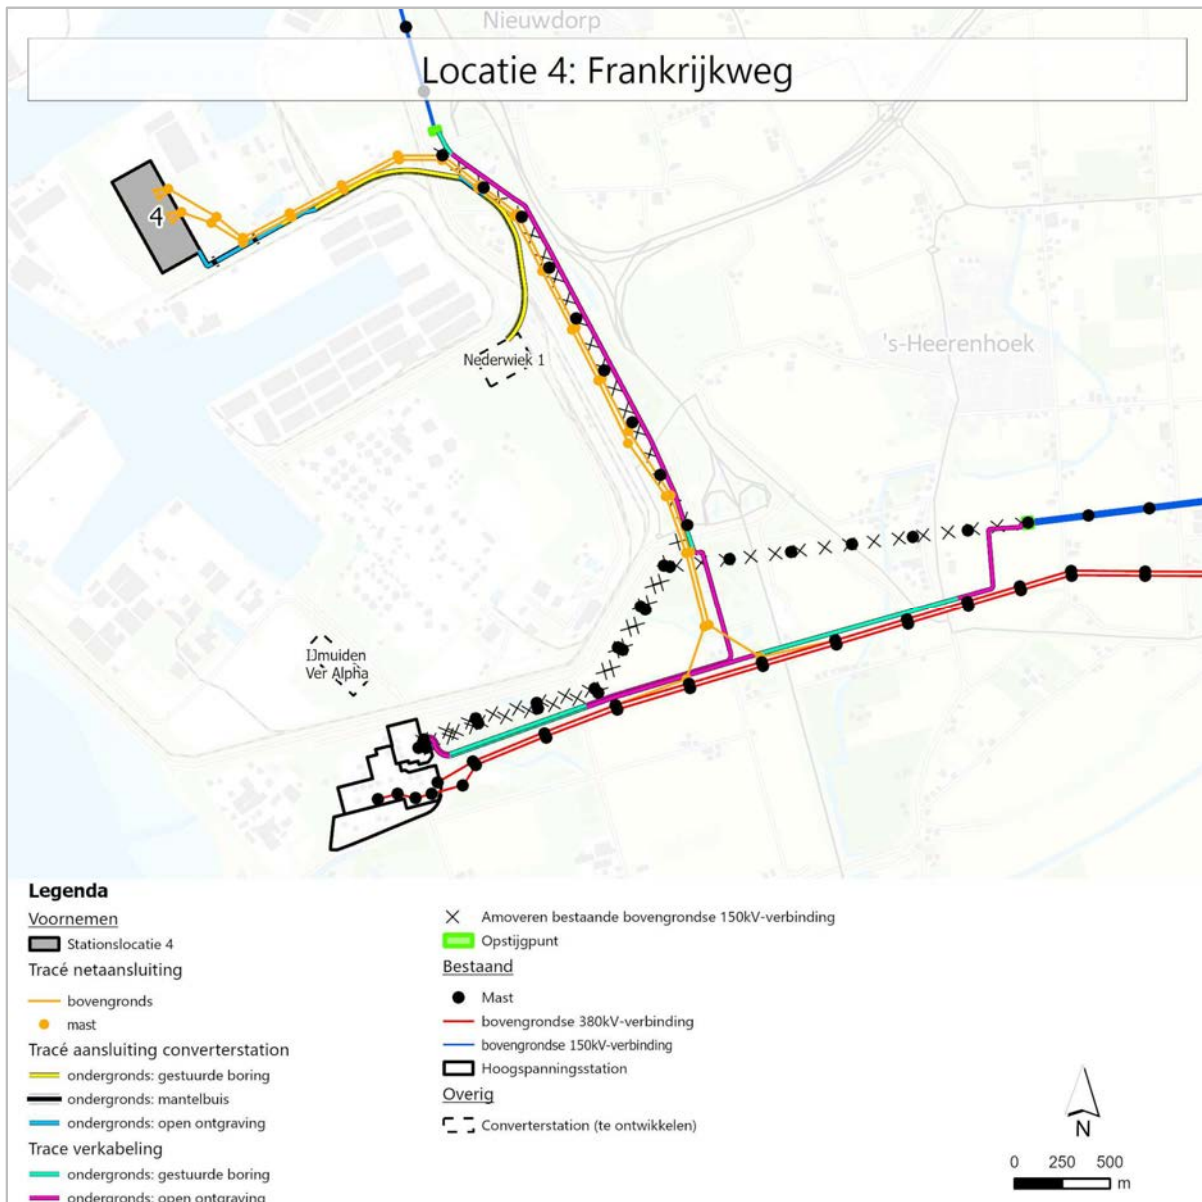 Nieuwdorp
Locatie 4: Frankrijkweg
4
Nederwiek 1
's-Heerenhoek
IJmuiden
Ver Alpha
Legenda
Voornemen
Stationslocatie 4
Tracé netaansluiting
bovengronds
mast
Tracé aansluiting converterstation
ondergronds: gestuurde boring
ondergronds: mantelbuis
ondergronds: open ontgraving
Trace verkabeling
ondergronds: gestuurde boring
ondergronds: open ontgraving
Amoveren bestaande bovengrondse 150kV-verbinding
Opstijgpunt
Bestaand
Mast
bovengrondse 380kV-verbinding
bovengrondse 150kV-verbinding
Hoogspanningsstation
Overig
Converterstation (te ontwikkelen)
N
0 250 500
m